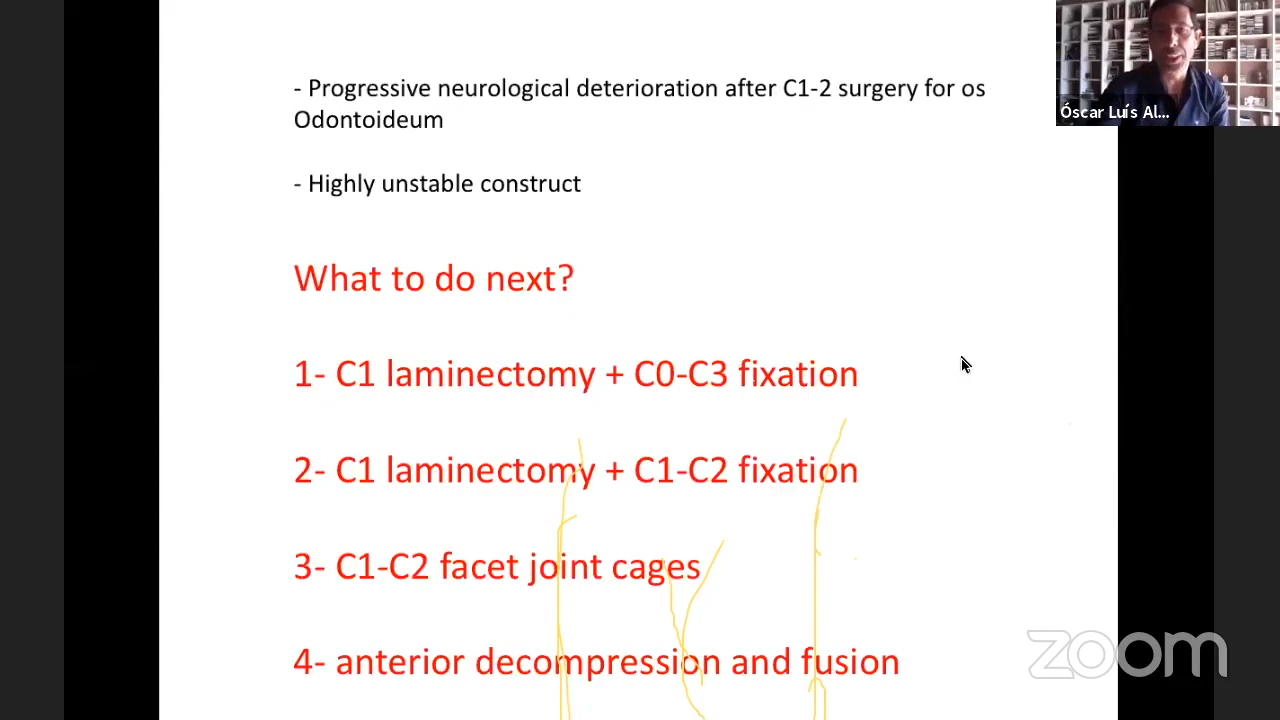 - Progressive neurological deterioration after C1-2 surgery for os
Odontoideum
- Highly unstable construct
What to do next?
1- C1 laminectomy + C0-C3 fixation
2- C1 laminectomy + C1-C2 fixation
3- C1-C2 facet joint cages
4- anterior decompression and fusion
Óscar Luís Al...
zoom